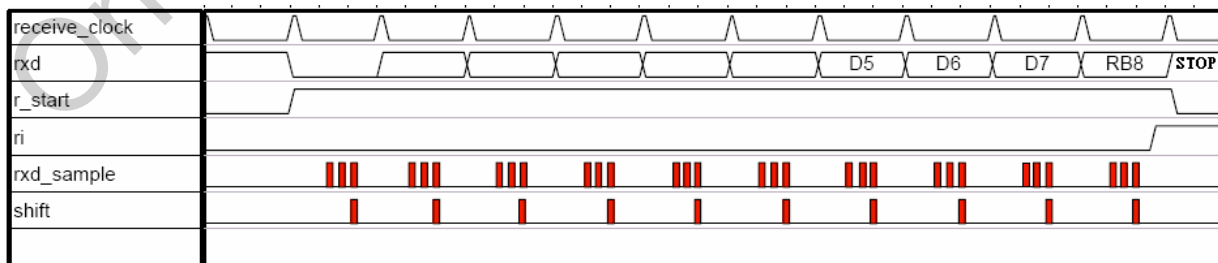 receive_clock
rxd D5 D6 D7 RB8 STOP
r_start
ri
rxd_sample
shift